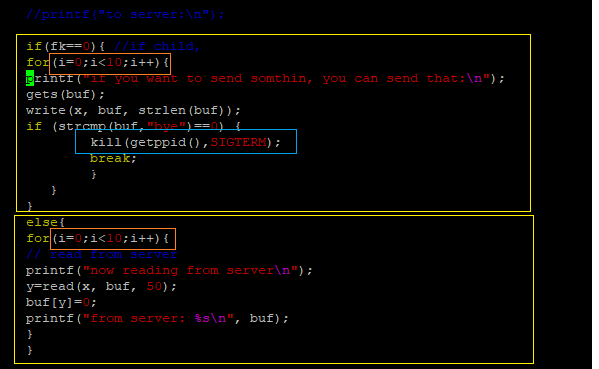 //printf("to server:\n");
if(fk==0){ //if child,
for(i=0;i<10;i++){
printf("if you want to send somthin, you can send that:\n");
gets(buf);
write(x, buf, strlen(buf));
if (strcmp(buf,"bye")==0) {
kill(getppid(),SIGTERM);
break;
}
}
}
else{
for(i=0;i<10;i++){
// read from server
printf("now reading from server\n");
y=read(x, buf, 50);
buf[y]=0;
printf("from server: %s\n", buf);
}
}